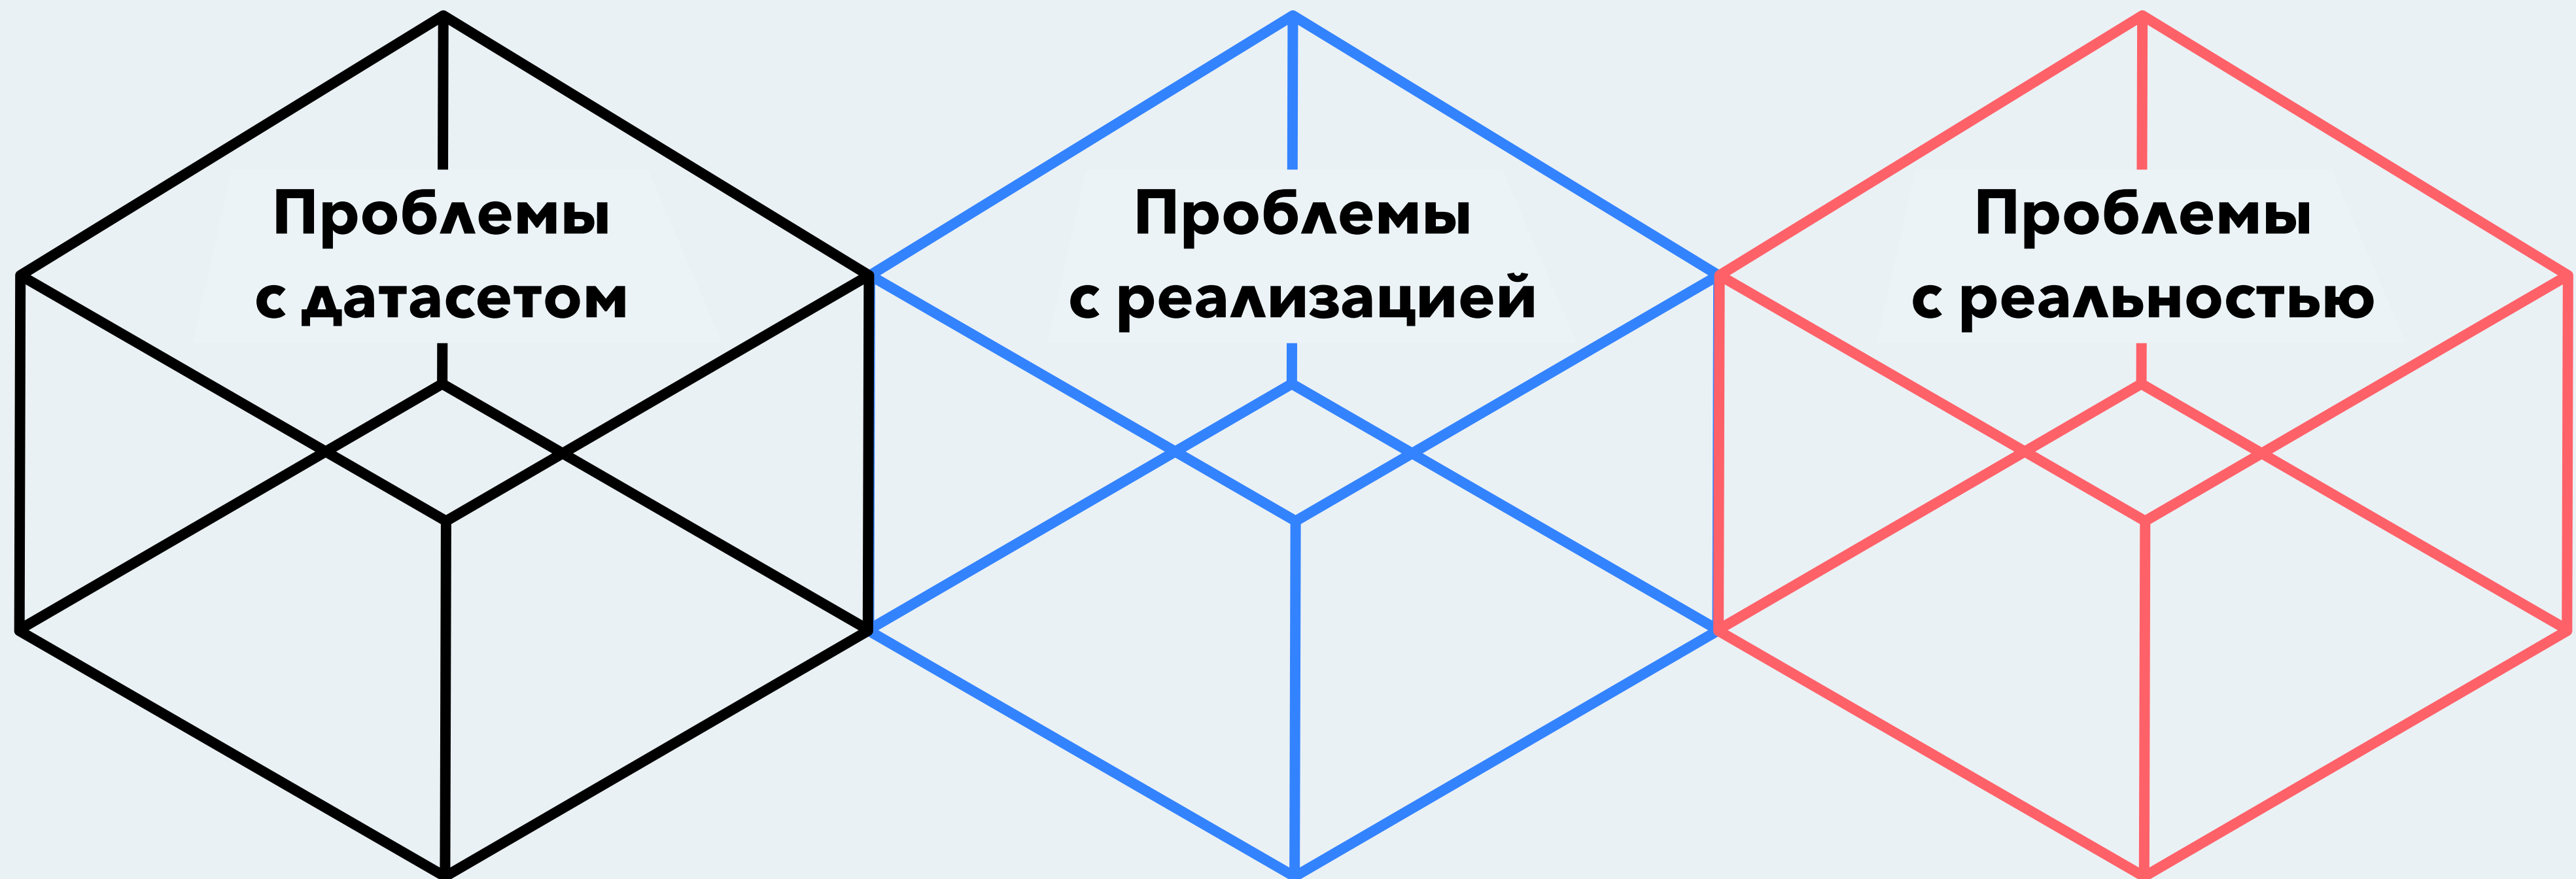 Проблемы
с датасетом
Проблемы
с реализацией
Проблемы
с реальностью